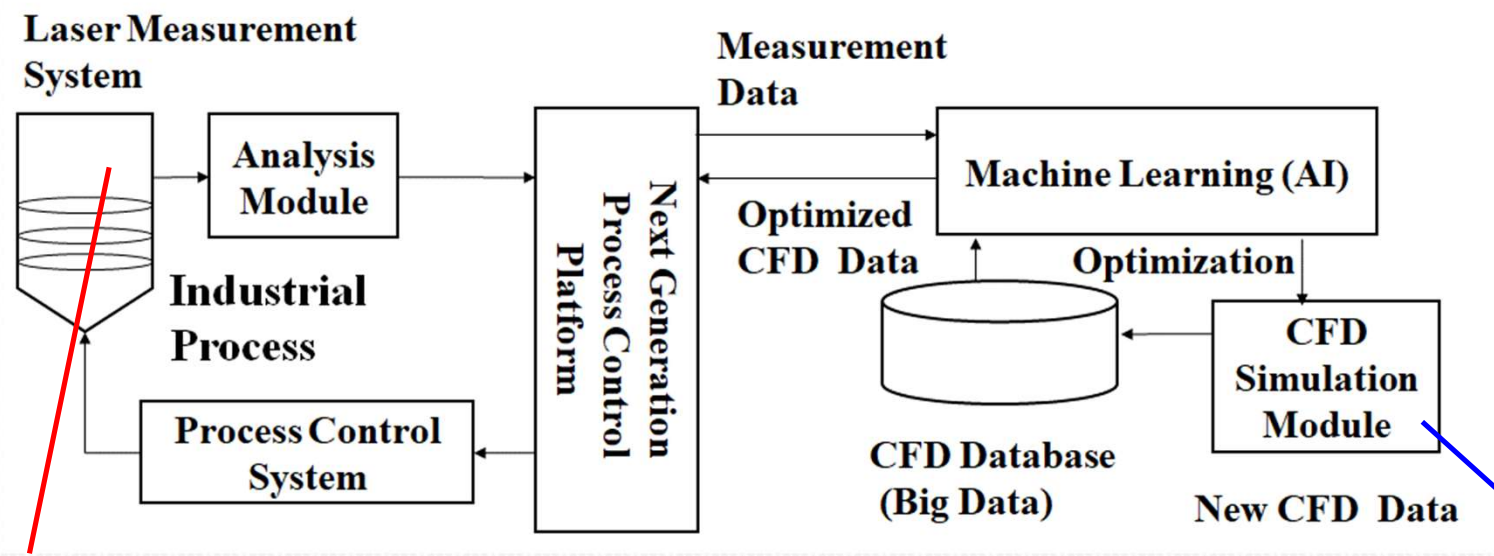 Laser Measurement
System
Analysis
Module
Industrial
Process
Process Control
System
Next Generation
Process Control
Platform
Measurement
Data
Machine Learning (AI)
Optimized
CFD Data
Optimization
CFD
Simulation
Module
CFD Database
(Big Data)
New CFD Data